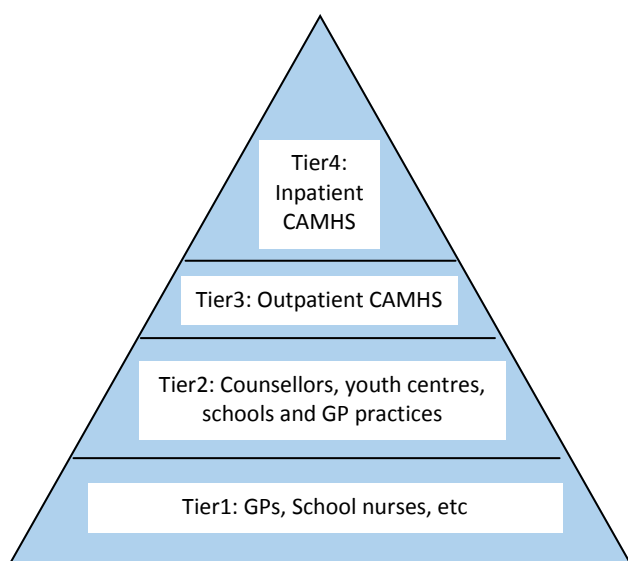 Tier4:
Inpatient
CAMHS
Tier3: Outpatient CAMHS
Tier2: Counsellors, youth centres,
schools and GP practices
Tier1: GPs, School nurses, etc